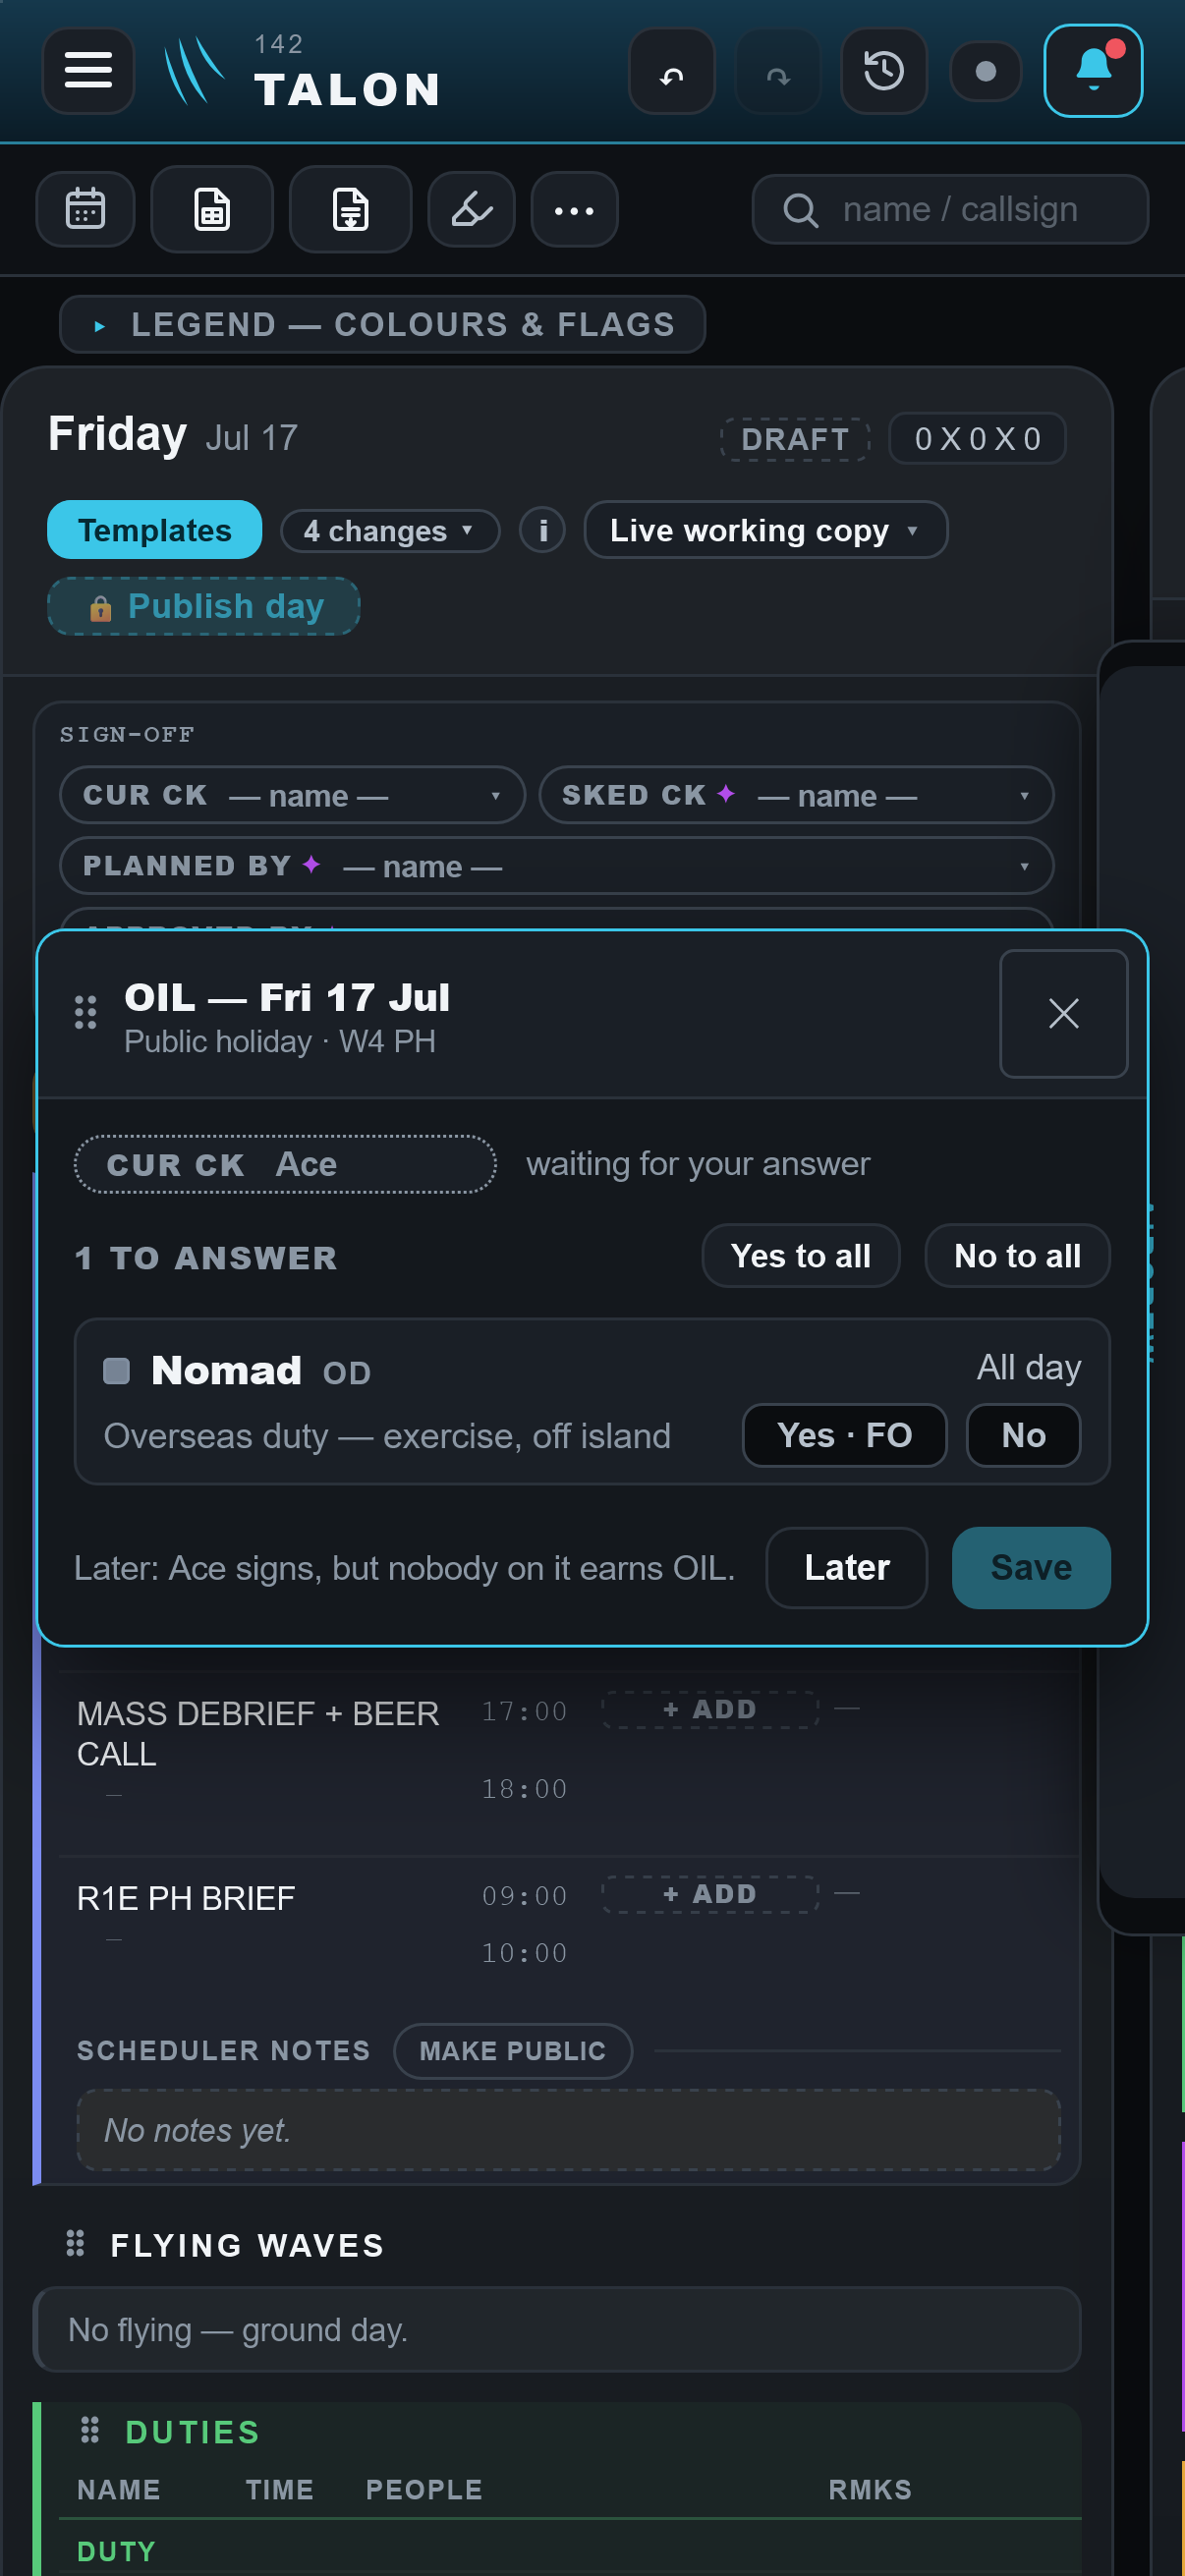 142
TALON
name / callsign
▸ LEGEND — COLOURS & FLAGS
Friday Jul 17 DRAFT 0 X 0 X 0
Templates 4 changes ▾ i Live working copy ▾
🔒 Publish day
SIGN-OFF
CUR CK — name — ▾ SKED CK ✦ — name — ▾
PLANNED BY ✦ — name — ▾
OIL — Fri 17 Jul
Public holiday · W4 PH
CUR CK Ace waiting for your answer
1 TO ANSWER Yes to all No to all
Nomad OD All day
Overseas duty — exercise, off island Yes · FO No
Later: Ace signs, but nobody on it earns OIL. Later Save
MASS DEBRIEF + BEER 17:00 + ADD —
CALL
— 18:00
R1E PH BRIEF 09:00 + ADD —
— 10:00
SCHEDULER NOTES MAKE PUBLIC
No notes yet.
FLYING WAVES
No flying — ground day.
DUTIES
NAME TIME PEOPLE RMKS
DUTY